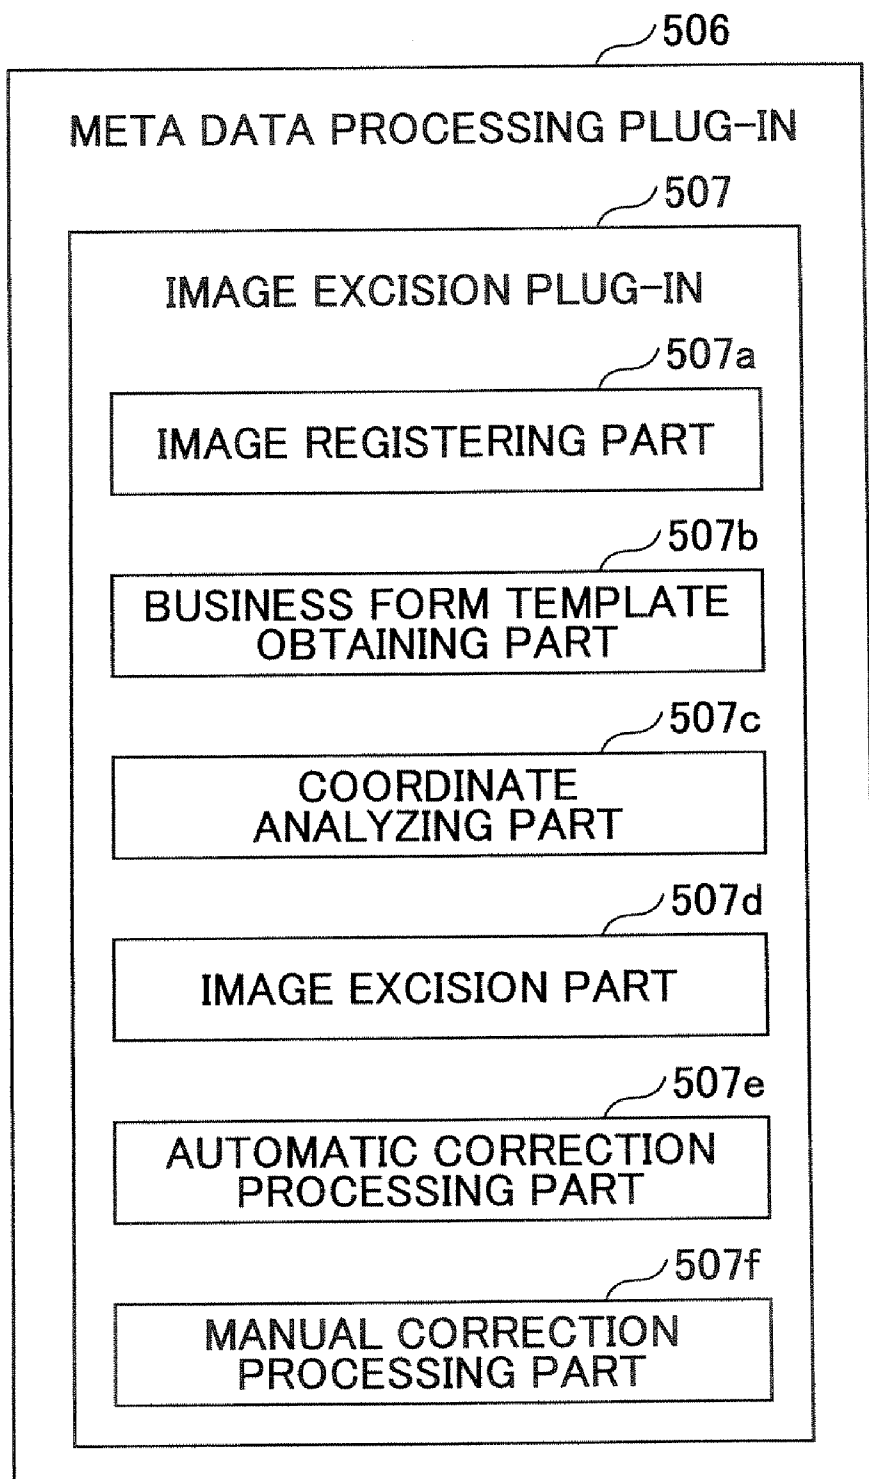 506
META DATA PROCESSING PLUG-IN
507
IMAGE EXCISION PLUG-IN
507a
IMAGE REGISTERING PART
507b
BUSINESS FORM TEMPLATE
OBTAINING PART
507c
COORDINATE
ANALYZING PART
507d
IMAGE EXCISION PART
507e
AUTOMATIC CORRECTION
PROCESSING PART
507f
MANUAL CORRECTION
PROCESSING PART